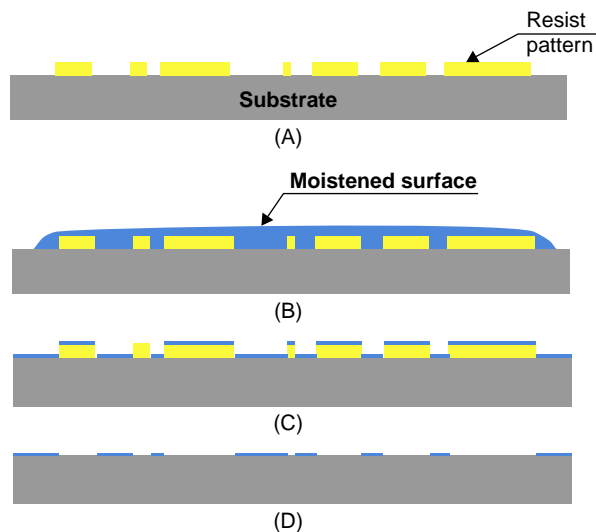 Resist
pattern
Substrate
(A)
Moistened surface
(B)
(C)
(D)